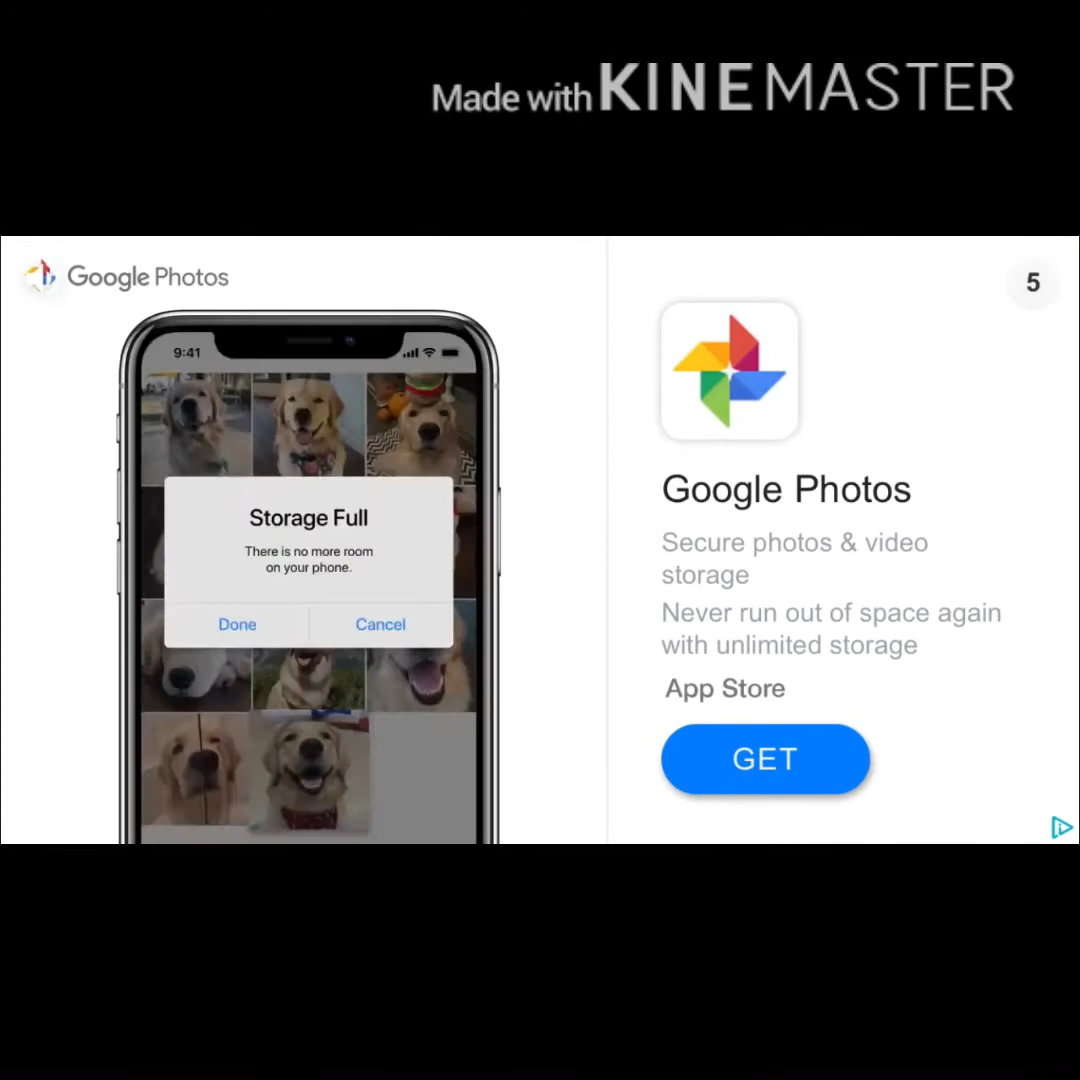 Made with KINEMASTER
Google Photos
5
9:41
Storage Full
There is no more room
on your phone.
Done
Cancel
Google Photos
Secure photos & video
storage
Never run out of space again
with unlimited storage
App Store
GET